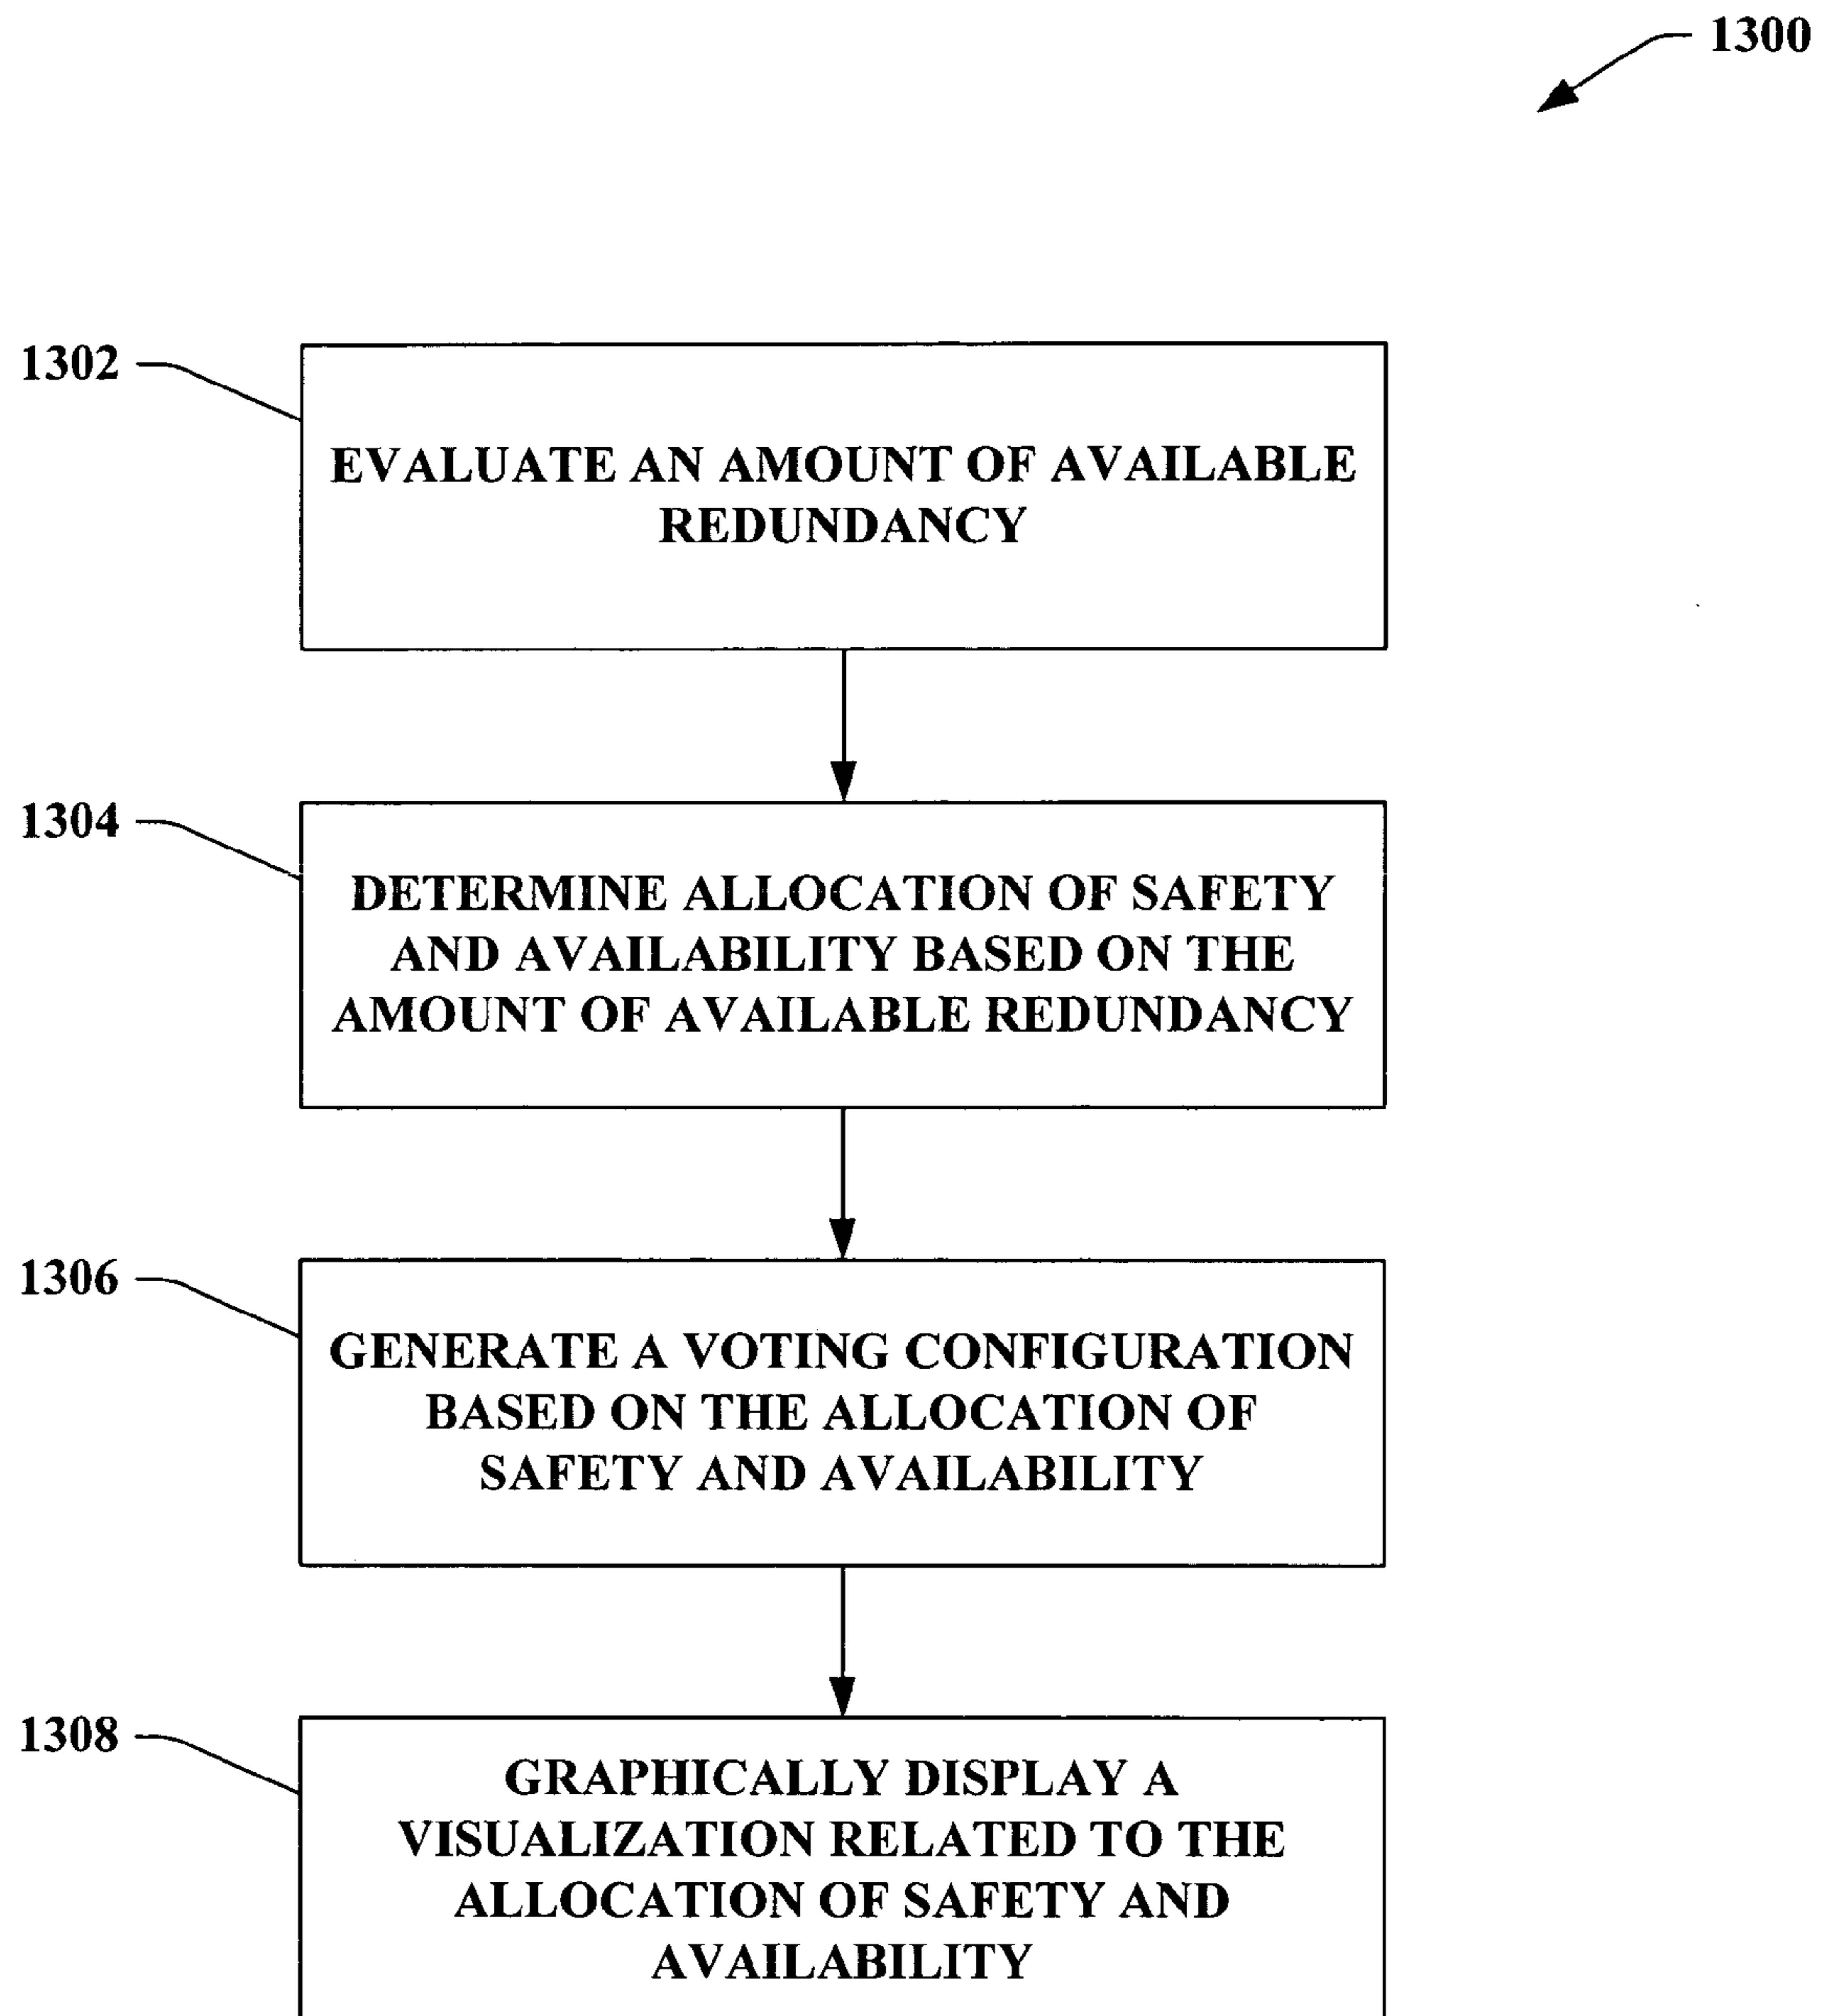 1300
1302
EVALUATE AN AMOUNT OF AVAILABLE
REDUNDANCY
1304
DETERMINE ALLOCATION OF SAFETY
AND AVAILABILITY BASED ON THE
AMOUNT OF AVAILABLE REDUNDANCY
1306
GENERATE A VOTING CONFIGURATION
BASED ON THE ALLOCATION OF
SAFETY AND AVAILABILITY
1308
GRAPHICALLY DISPLAY A
VISUALIZATION RELATED TO THE
ALLOCATION OF SAFETY AND
AVAILABILITY